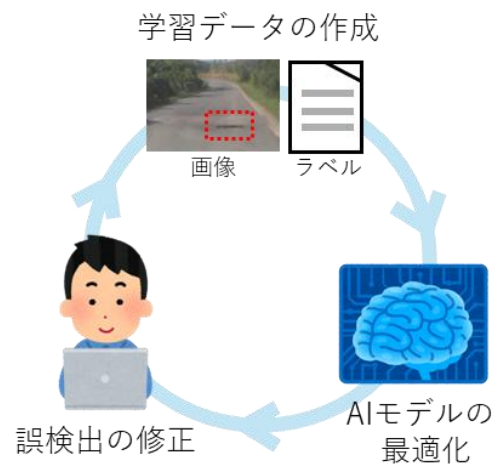 学習データの作成
画像
ラベル
誤検出の修正
AIモデルの
最適化